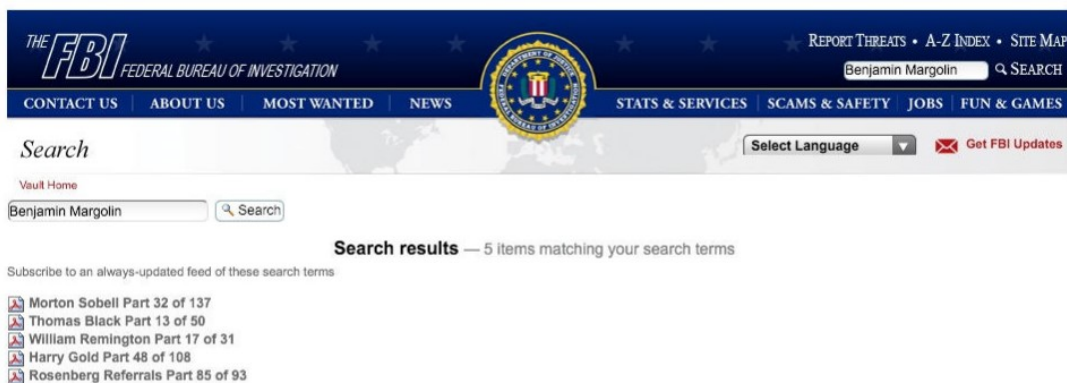 THE FBI FEDERAL BUREAU OF INVESTIGATION
REPORT THREATS • A-Z INDEX • SITE MAP
Benjamin Margolin SEARCH
CONTACT US ABOUT US MOST WANTED NEWS STATS & SERVICES SCAMS & SAFETY JOBS FUN & GAMES
Search
Select Language Get FBI Updates
Vault Home
Benjamin Margolin Search
Search results — 5 items matching your search terms
Subscribe to an always-updated feed of these search terms
Morton Sobell Part 32 of 137
Thomas Black Part 13 of 50
William Remington Part 17 of 31
Harry Gold Part 48 of 108
Rosenberg Referrals Part 85 of 93